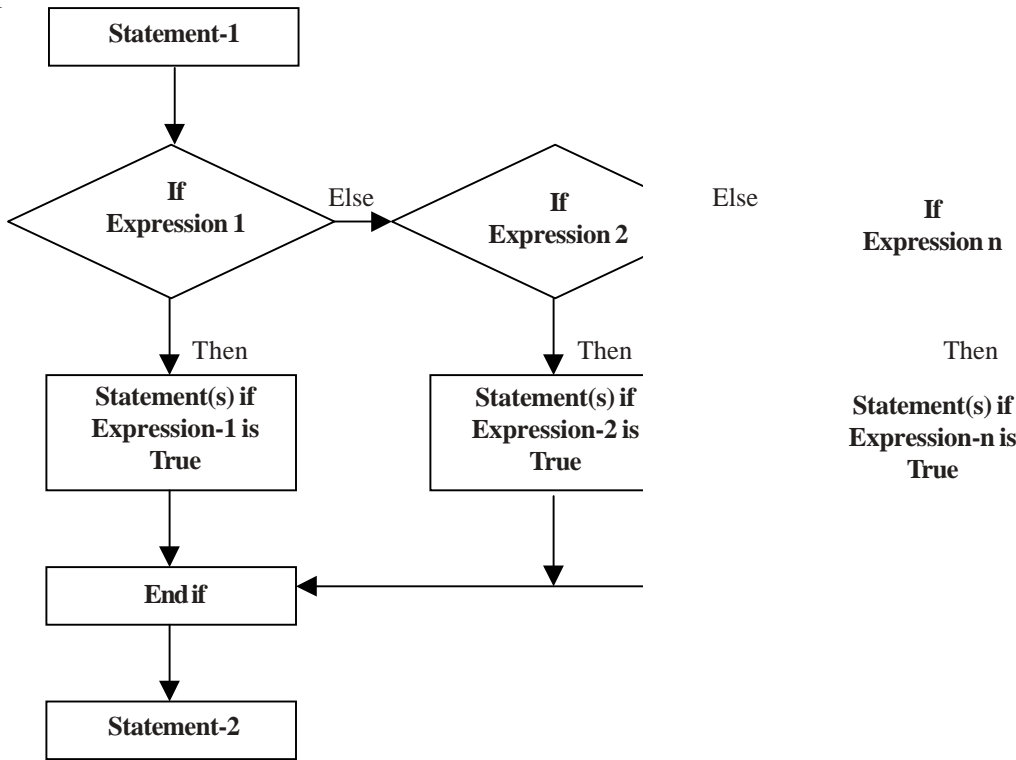 Statement-1
If
Expression 1
Else
If
Expression 2
Else
If
Expression n
Then
Then
Then
Statement(s) if
Expression-1 is
True
Statement(s) if
Expression-2 is
True
Statement(s) if
Expression-n is
True
End if
Statement-2